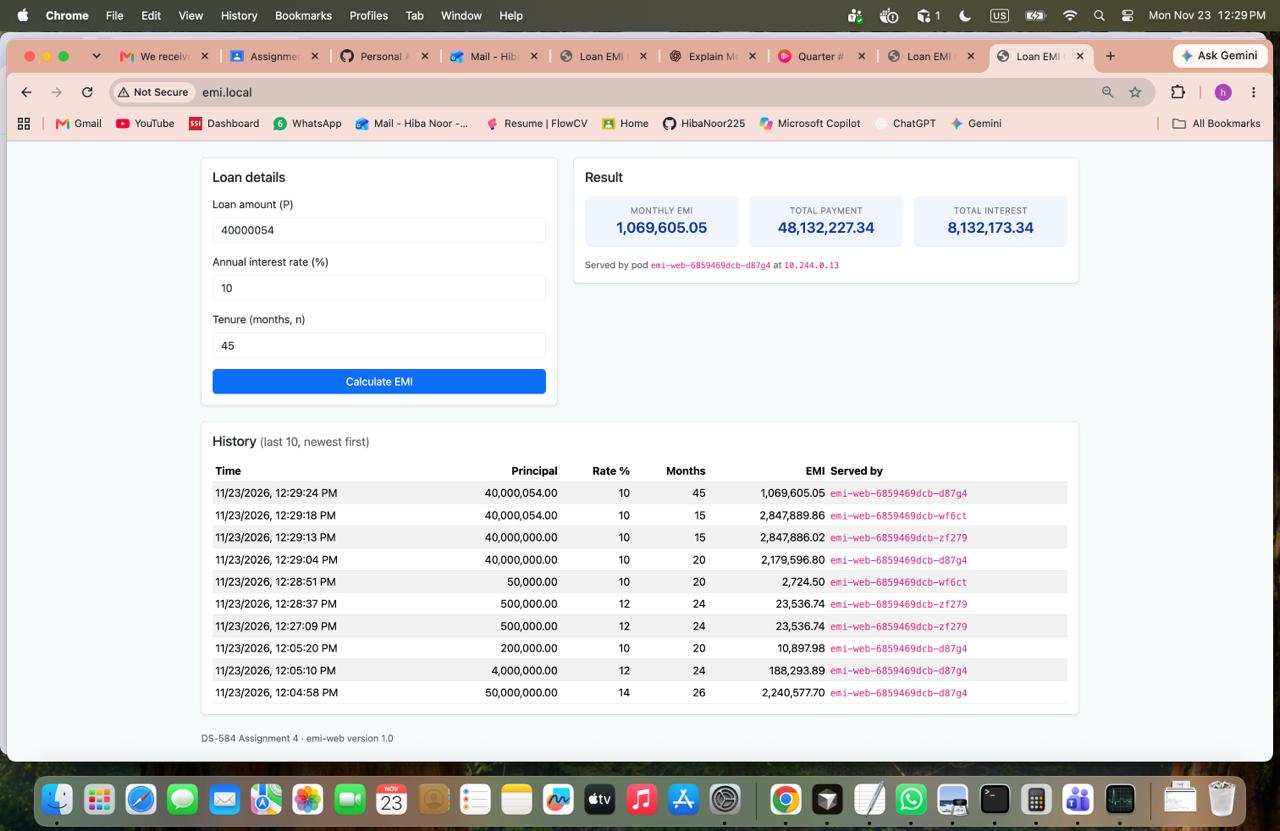 Chrome File Edit View History Bookmarks Profiles Tab Window Help US 1 Mon Nov 23 12:29 PM
We receiv Assignme Personal A Mail - Hib Loan EMI Explain M Quarter # Loan EMI Loan EMI Ask Gemini
Not Secure emi.local h
Gmail YouTube SSI Dashboard 6 WhatsApp Mail - Hiba Noor -... Resume | FlowCV Home HibaNoor225 Microsoft Copilot ChatGPT Gemini All Bookmarks
Loan details
Loan amount (P)
40000054
Annual interest rate (%)
10
Tenure (months, n)
45
Calculate EMI
Result
MONTHLY EMI
1,069,605.05
TOTAL PAYMENT
48,132,227.34
TOTAL INTEREST
8,132,173.34
Served by pod emi-web-6859469dcb-d87g4 at 10.244.0.13
History (last 10, newest first)
Time Principal Rate % Months EMI Served by
11/23/2026, 12:29:24 PM 40,000,054.00 10 45 1,069,605.05 emi-web-6859469dcb-d87g4
11/23/2026, 12:29:18 PM 40,000,054.00 10 15 2,847,889.86 emi-web-6859469dcb-wf6ct
11/23/2026, 12:29:13 PM 40,000,000.00 10 15 2,847,886.02 emi-web-6859469dcb-zf279
11/23/2026, 12:29:04 PM 40,000,000.00 10 20 2,179,596.80 emi-web-6859469dcb-d87g4
11/23/2026, 12:28:51 PM 50,000.00 10 20 2,724.50 emi-web-6859469dcb-wf6ct
11/23/2026, 12:28:37 PM 500,000.00 12 24 23,536.74 emi-web-6859469dcb-zf279
11/23/2026, 12:27:09 PM 500,000.00 12 24 23,536.74 emi-web-6859469dcb-zf279
11/23/2026, 12:05:20 PM 200,000.00 10 20 10,897.98 emi-web-6859469dcb-d87g4
11/23/2026, 12:05:10 PM 4,000,000.00 12 24 188,293.89 emi-web-6859469dcb-d87g4
11/23/2026, 12:04:58 PM 50,000,000.00 14 26 2,240,577.70 emi-web-6859469dcb-d87g4
DS-584 Assignment 4 · emi-web version 1.0
NOV
23
tv